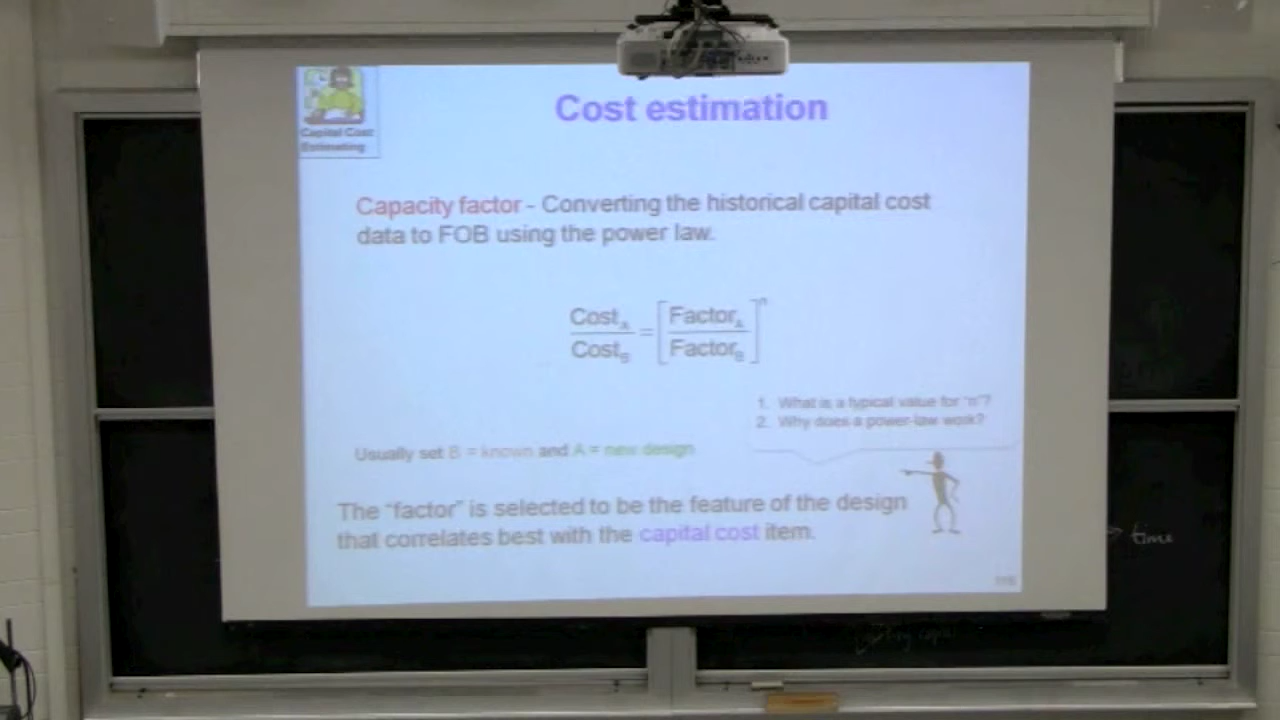 Capital Cost
Estimating
Cost estimation
Capacity factor - Converting the historical capital cost
data to FOB using the power law.
Cost_A / Cost_B = [Factor_A / Factor_B]^n
1. What is a typical value for "n"?
2. Why does a power-law work?
Usually set B = known and A = new design
The "factor" is selected to be the feature of the design
that correlates best with the capital cost item.
time